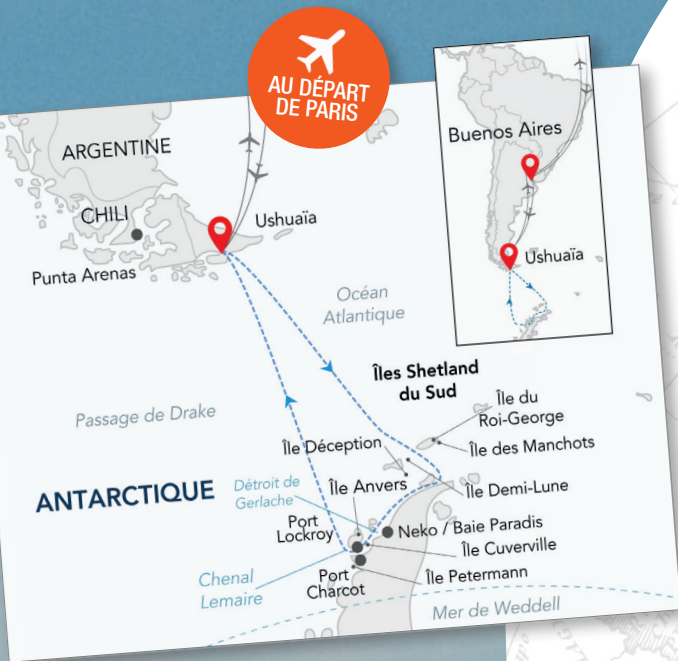 AU DÉPART
DE PARIS
ARGENTINE
CHILI
Ushuaïa
Punta Arenas
Océan
Atlantique
Îles Shetland
du Sud
Île du
Roi-George
Passage de Drake
Île Déception
Île des Manchots
ANTARCTIQUE
Détroit de
Gerlache
Île Anvers
Île Demi-Lune
Port
Lockroy
Neko / Baie Paradis
Île Cuverville
Chenal
Lemaire
Port
Charcot
Île Petermann
Mer de Weddell
Buenos Aires
Ushuaïa